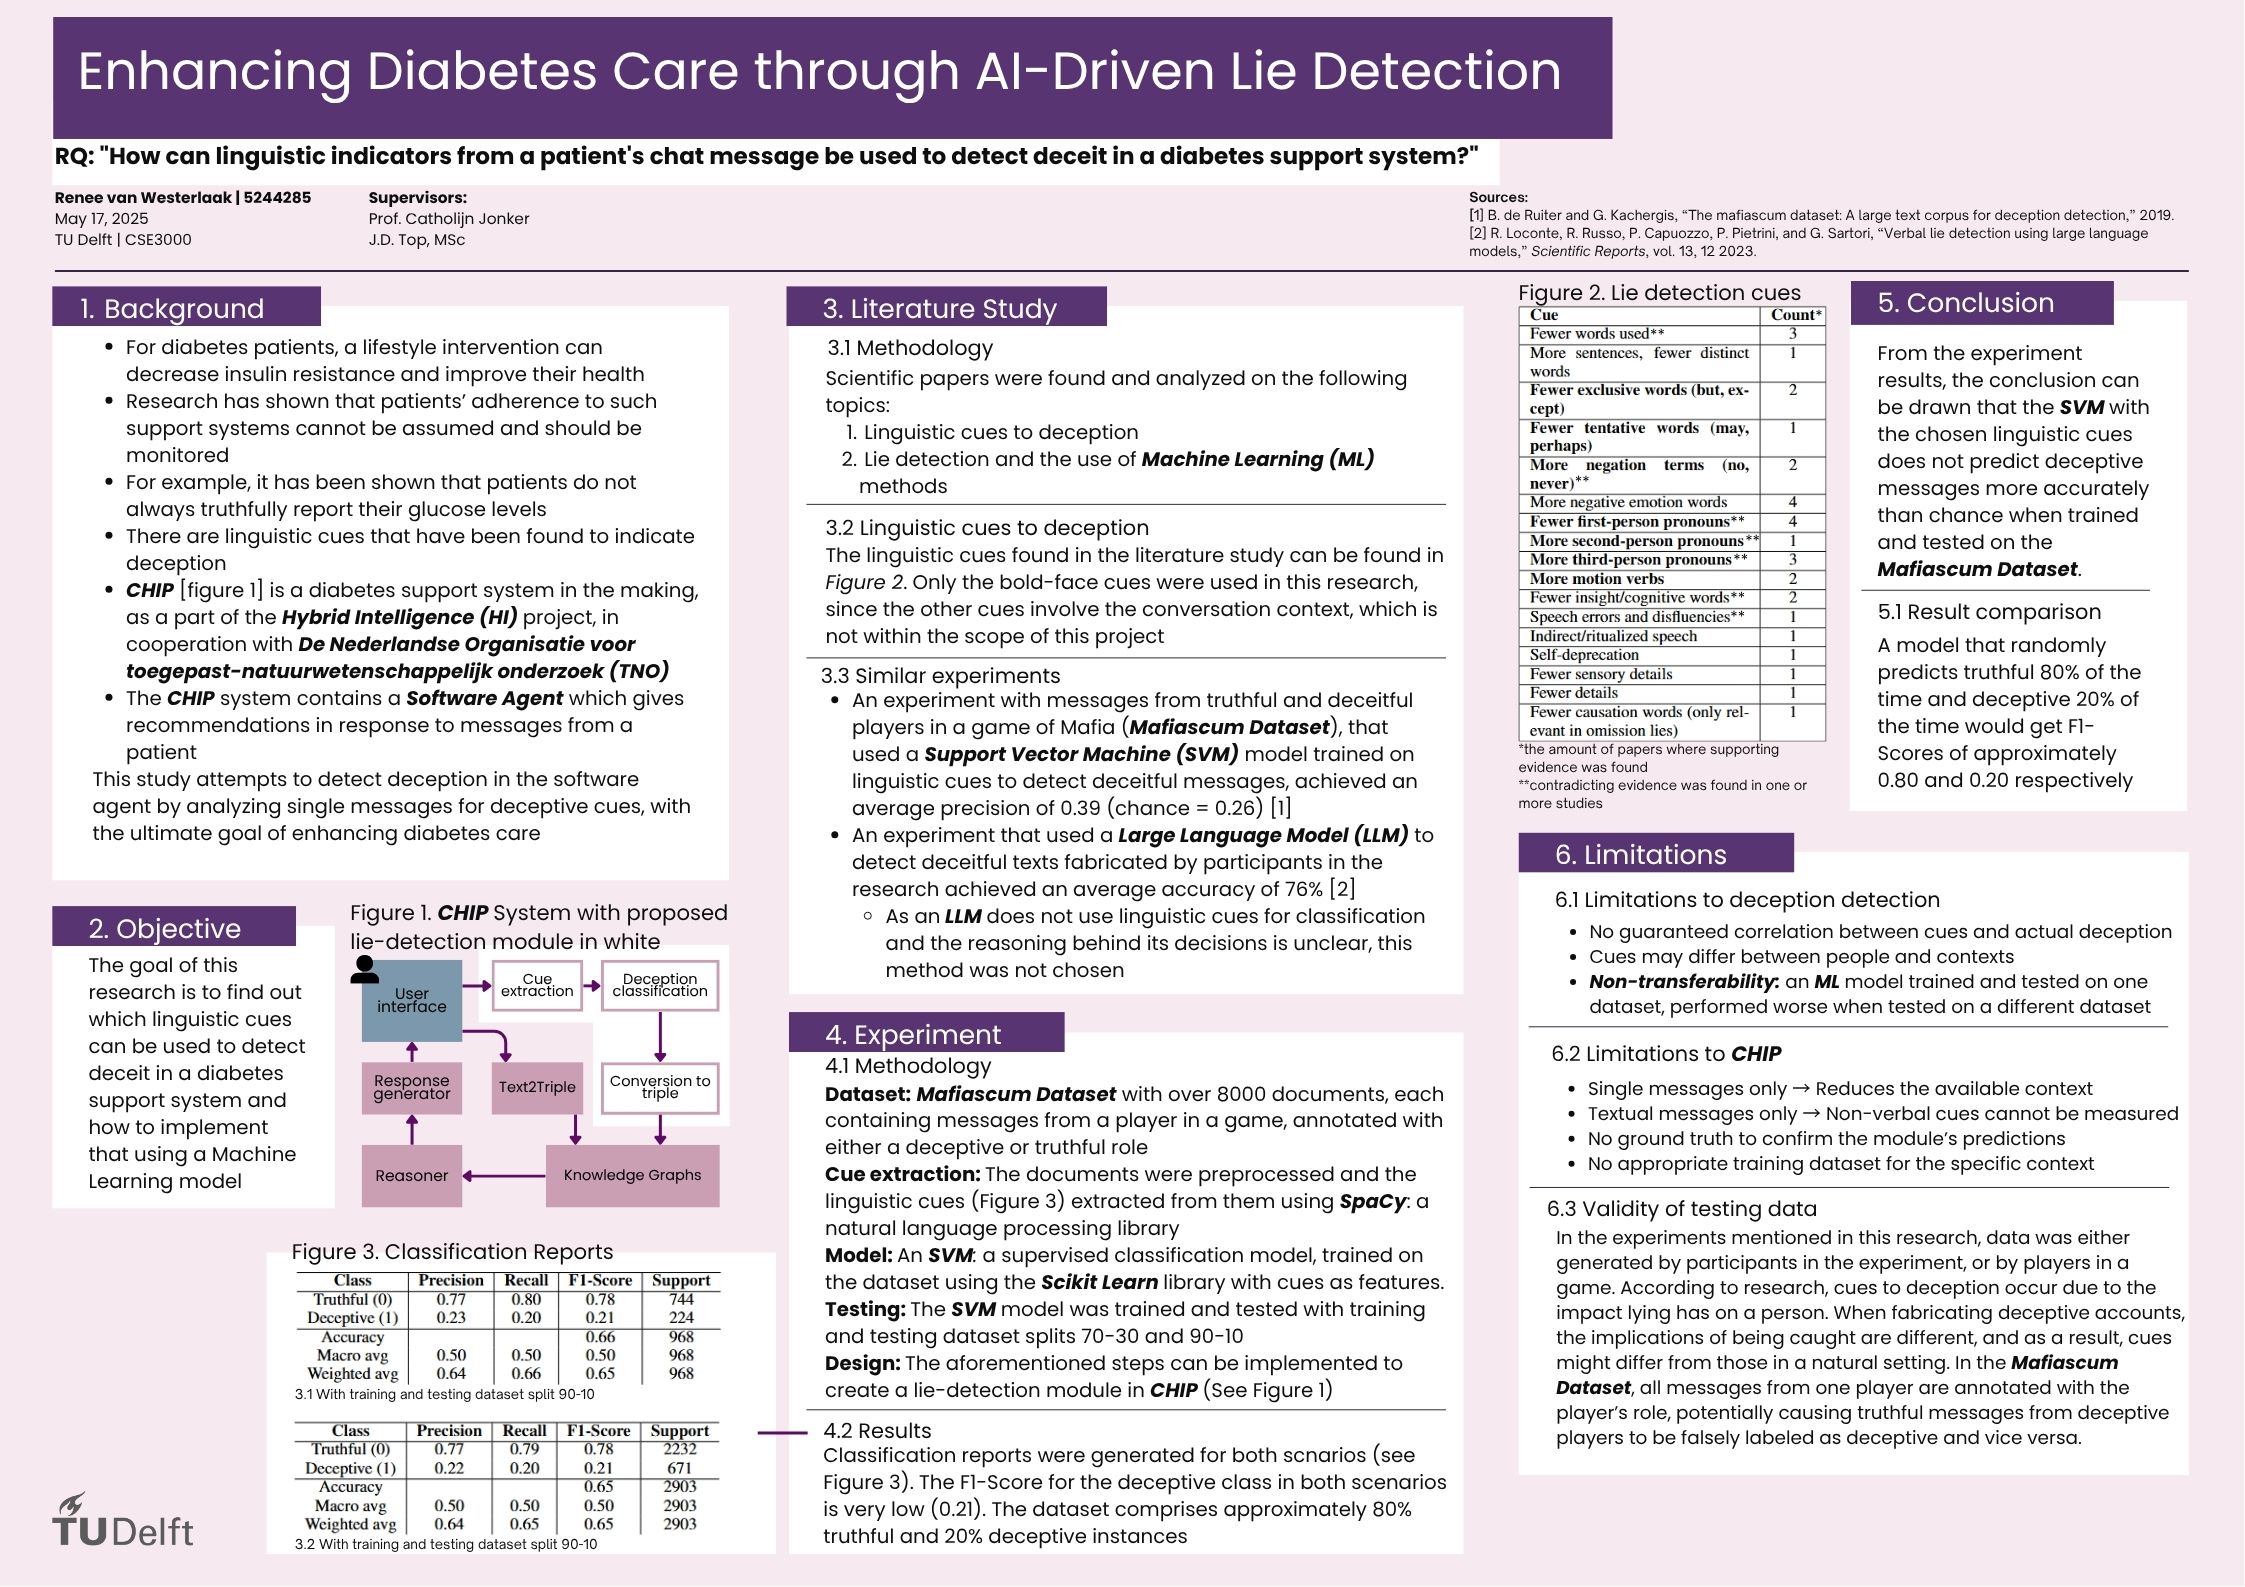 Enhancing Diabetes Care through AI-Driven Lie Detection
RQ: "How can linguistic indicators from a patient's chat message be used to detect deceit in a diabetes support system?"
Renee van Westerlaak | 5244285
May 17, 2025
TU Delft | CSE3000
Supervisors:
Prof. Catholijn Jonker
J.D. Top, MSc
Sources:
[1] B. de Ruiter and G. Kachergis, “The mafiascum dataset: A large text corpus for deception detection,” 2019.
[2] R. Loconte, R. Russo, P. Capuozzo, P. Pietrini, and G. Sartori, “Verbal lie detection using large language
models,” Scientific Reports, vol. 13, 12 2023.
1. Background
• For diabetes patients, a lifestyle intervention can
decrease insulin resistance and improve their health
• Research has shown that patients’ adherence to such
support systems cannot be assumed and should be
monitored
• For example, it has been shown that patients do not
always truthfully report their glucose levels
• There are linguistic cues that have been found to indicate
deception
• CHIP [figure 1] is a diabetes support system in the making,
as a part of the Hybrid Intelligence (HI) project, in
cooperation with De Nederlandse Organisatie voor
toegepast-natuurwetenschappelijk onderzoek (TNO)
• The CHIP system contains a Software Agent which gives
recommendations in response to messages from a
patient
This study attempts to detect deception in the software
agent by analyzing single messages for deceptive cues, with
the ultimate goal of enhancing diabetes care
2. Objective
The goal of this
research is to find out
which linguistic cues
can be used to detect
deceit in a diabetes
support system and
how to implement
that using a Machine
Learning model
Figure 1. CHIP System with proposed
lie-detection module in white
User
interface
Cue
extraction
Deception
classification
Response
generator
Text2Triple
Conversion to
triple
Reasoner
Knowledge Graphs
Figure 3. Classification Reports
Class Precision Recall F1-Score Support
Truthful (0) 0.77 0.80 0.78 744
Deceptive (1) 0.23 0.20 0.21 224
Accuracy 0.66 968
Macro avg 0.50 0.50 0.50 968
Weighted avg 0.64 0.66 0.65 968
3.1 With training and testing dataset split 90-10
Class Precision Recall F1-Score Support
Truthful (0) 0.77 0.79 0.78 2232
Deceptive (1) 0.22 0.20 0.21 671
Accuracy 0.65 2903
Macro avg 0.50 0.50 0.50 2903
Weighted avg 0.64 0.65 0.65 2903
3.2 With training and testing dataset split 90-10
TU Delft
3. Literature Study
3.1 Methodology
Scientific papers were found and analyzed on the following
topics:
1. Linguistic cues to deception
2. Lie detection and the use of Machine Learning (ML)
methods
3.2 Linguistic cues to deception
The linguistic cues found in the literature study can be found in
Figure 2. Only the bold-face cues were used in this research,
since the other cues involve the conversation context, which is
not within the scope of this project
3.3 Similar experiments
• An experiment with messages from truthful and deceitful
players in a game of Mafia (Mafiascum Dataset), that
used a Support Vector Machine (SVM) model trained on
linguistic cues to detect deceitful messages, achieved an
average precision of 0.39 (chance = 0.26) [1]
• An experiment that used a Large Language Model (LLM) to
detect deceitful texts fabricated by participants in the
research achieved an average accuracy of 76% [2]
◦ As an LLM does not use linguistic cues for classification
and the reasoning behind its decisions is unclear, this
method was not chosen
4. Experiment
4.1 Methodology
Dataset: Mafiascum Dataset with over 8000 documents, each
containing messages from a player in a game, annotated with
either a deceptive or truthful role
Cue extraction: The documents were preprocessed and the
linguistic cues (Figure 3) extracted from them using SpaCy: a
natural language processing library
Model: An SVM: a supervised classification model, trained on
the dataset using the Scikit Learn library with cues as features.
Testing: The SVM model was trained and tested with training
and testing dataset splits 70-30 and 90-10
Design: The aforementioned steps can be implemented to
create a lie-detection module in CHIP (See Figure 1)
4.2 Results
Classification reports were generated for both scnarios (see
Figure 3). The F1-Score for the deceptive class in both scenarios
is very low (0.21). The dataset comprises approximately 80%
truthful and 20% deceptive instances
Figure 2. Lie detection cues
Cue Count*
Fewer words used** 3
More sentences, fewer distinct 1
words
Fewer exclusive words (but, ex- 2
cept)
Fewer tentative words (may, 1
perhaps)
More negation terms (no, 2
never)**
More negative emotion words 4
Fewer first-person pronouns** 4
More second-person pronouns** 1
More third-person pronouns** 3
More motion verbs 2
Fewer insight/cognitive words** 2
Speech errors and disfluencies** 1
Indirect/ritualized speech 1
Self-deprecation 1
Fewer sensory details 1
Fewer details 1
Fewer causation words (only rel- 1
evant in omission lies)
*the amount of papers where supporting
evidence was found
**contradicting evidence was found in one or
more studies
5. Conclusion
From the experiment
results, the conclusion can
be drawn that the SVM with
the chosen linguistic cues
does not predict deceptive
messages more accurately
than chance when trained
and tested on the
Mafiascum Dataset.
5.1 Result comparison
A model that randomly
predicts truthful 80% of the
time and deceptive 20% of
the time would get F1-
Scores of approximately
0.80 and 0.20 respectively
6. Limitations
6.1 Limitations to deception detection
• No guaranteed correlation between cues and actual deception
• Cues may differ between people and contexts
• Non-transferability: an ML model trained and tested on one
dataset, performed worse when tested on a different dataset
6.2 Limitations to CHIP
• Single messages only → Reduces the available context
• Textual messages only → Non-verbal cues cannot be measured
• No ground truth to confirm the module’s predictions
• No appropriate training dataset for the specific context
6.3 Validity of testing data
In the experiments mentioned in this research, data was either
generated by participants in the experiment, or by players in a
game. According to research, cues to deception occur due to the
impact lying has on a person. When fabricating deceptive accounts,
the implications of being caught are different, and as a result, cues
might differ from those in a natural setting. In the Mafiascum
Dataset, all messages from one player are annotated with the
player’s role, potentially causing truthful messages from deceptive
players to be falsely labeled as deceptive and vice versa.